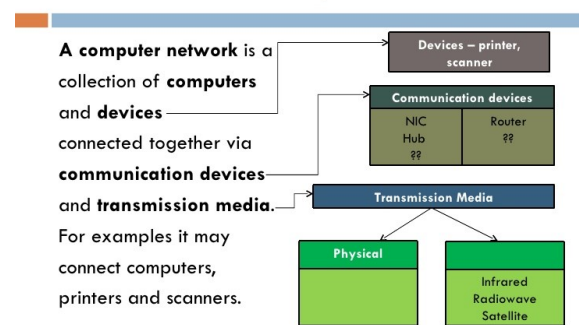 A computer network is a
collection of computers
and devices
connected together via
communication devices
and transmission media.
For examples it may
connect computers,
printers and scanners.
Devices – printer,
scanner
Communication devices
NIC
Hub
??
Router
??
Transmission Media
Physical
Infrared
Radiowave
Satellite